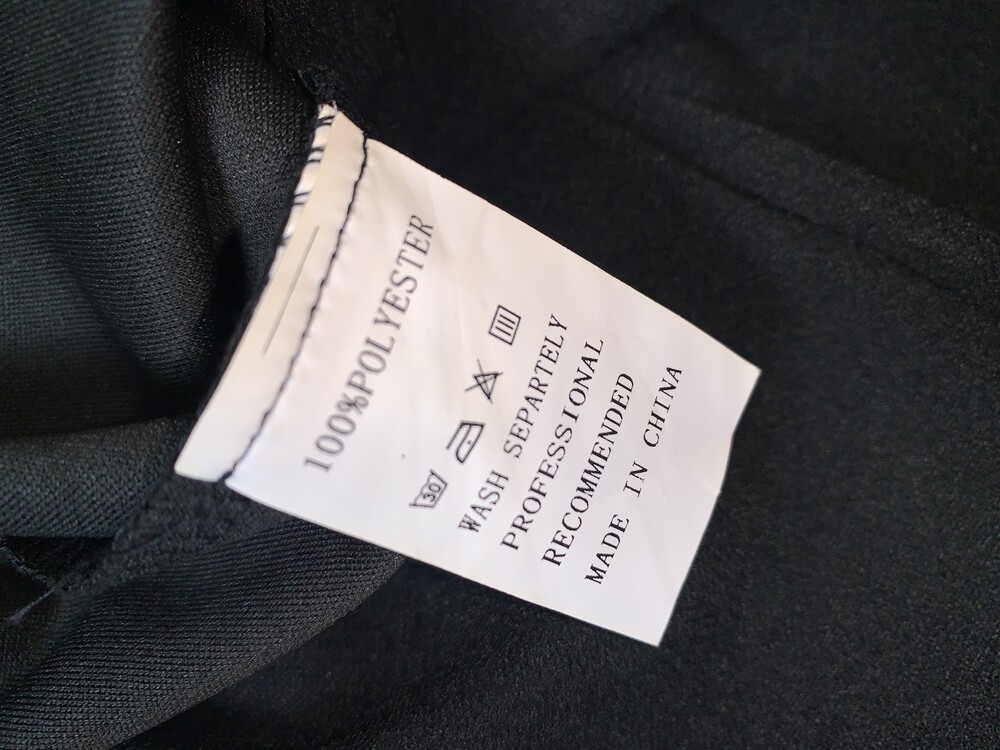 100%POLYESTER
30
WASH SEPARTELY
PROFESSIONAL
RECOMMENDED
MADE IN CHINA